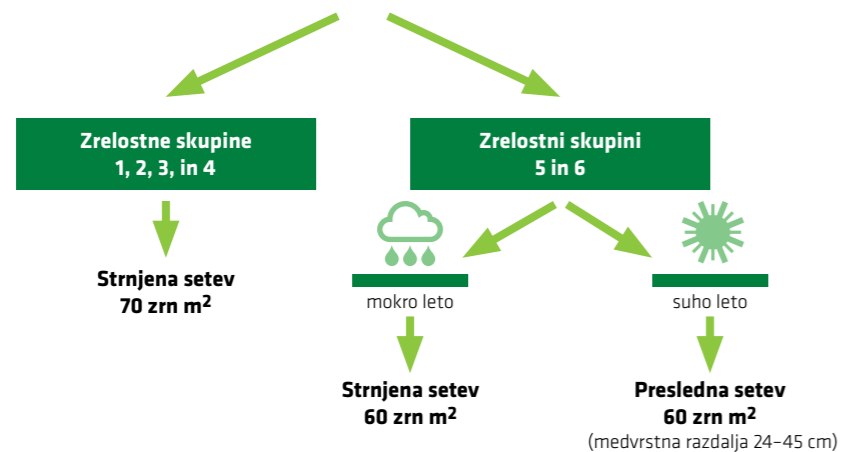 Zrelostne skupine
1, 2, 3, in 4
Zrelostni skupini
5 in 6
Strnjena setev
70 zrn m²
mokro leto
suho leto
Strnjena setev
60 zrn m²
Presledna setev
60 zrn m²
(medvrstna razdalja 24–45 cm)